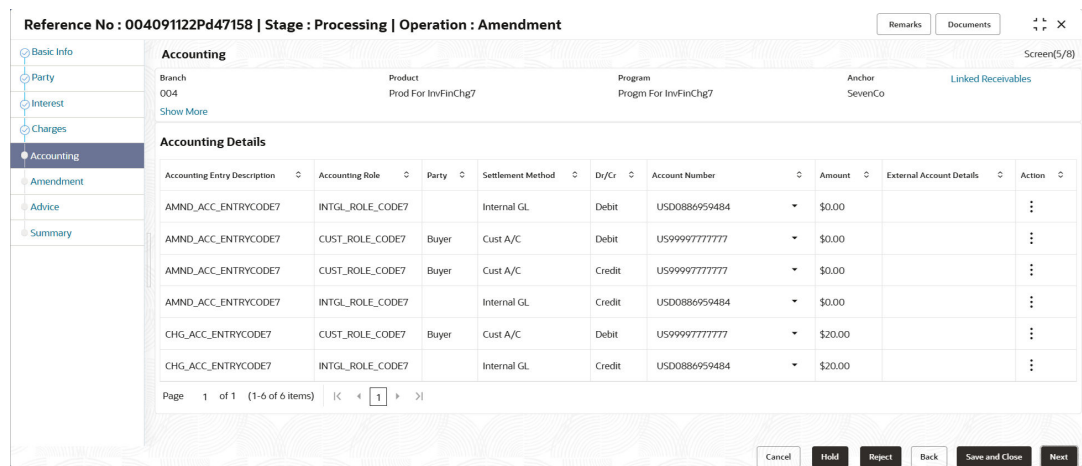 Reference No : 004091122Pd47158 | Stage : Processing | Operation : Amendment
Remarks Documents
Basic Info
Party
Interest
Charges
Accounting
Amendment
Advice
Summary
Accounting Screen(5/8)
Branch Product Program Anchor Linked Receivables
004 Prod For InvFinChg7 Progm For InvFinChg7 SevenCo
Show More
Accounting Details
Accounting Entry Description Accounting Role Party Settlement Method Dr/Cr Account Number Amount External Account Details Action
AMND_ACC_ENTRYCODE7 INTGL_ROLE_CODE7 Internal GL Debit USD0886959484 $0.00
AMND_ACC_ENTRYCODE7 CUST_ROLE_CODE7 Buyer Cust A/C Debit US99997777777 $0.00
AMND_ACC_ENTRYCODE7 CUST_ROLE_CODE7 Buyer Cust A/C Credit US99997777777 $0.00
AMND_ACC_ENTRYCODE7 INTGL_ROLE_CODE7 Internal GL Credit USD0886959484 $0.00
CHG_ACC_ENTRYCODE7 CUST_ROLE_CODE7 Buyer Cust A/C Debit US99997777777 $20.00
CHG_ACC_ENTRYCODE7 INTGL_ROLE_CODE7 Internal GL Credit USD0886959484 $20.00
Page 1 of 1 (1-6 of 6 items) 1
Cancel Hold Reject Back Save and Close Next